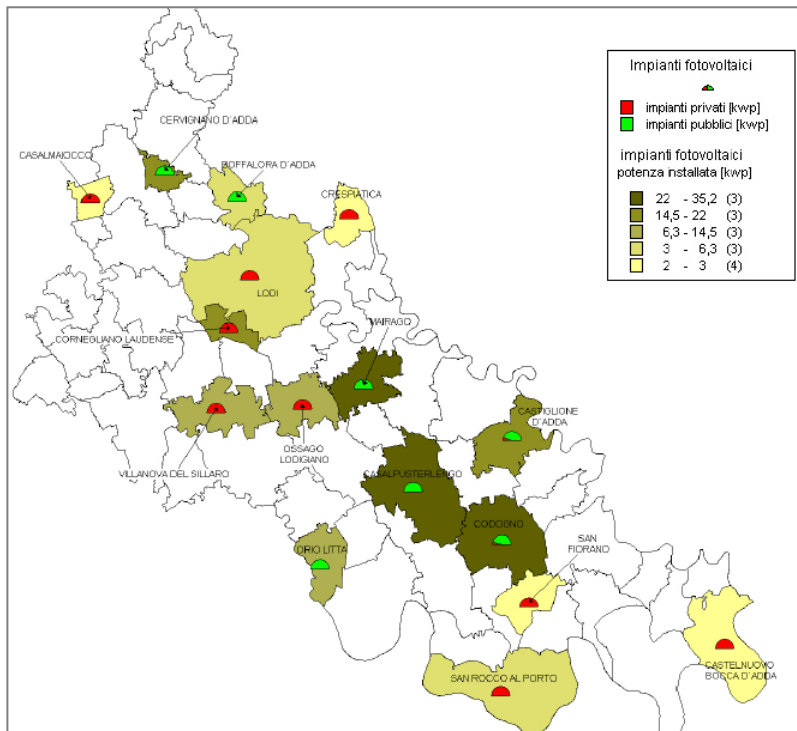 Impianti fotovoltaici
impianti privati [kwp]
impianti pubblici [kwp]
impianti fotovoltaici
potenza installata [kwp]
22 - 35,2 (3)
14,5 - 22 (3)
6,3 - 14,5 (3)
3 - 6,3 (3)
2 - 3 (4)
CERVIGNANO D'ADDA
CASALMAIOCCO
BOFFALORA D'ADDA
CRESPIATICA
LODI
MAIRAGO
CORNEGLIANO LAUDENSE
CASTIGLIONE
D'ADDA
OSSAGO
LODIGIANO
VILLANOVA DEL SILLARO
CASALPUSTERLENGO
CODOGNO
SAN
FIORANO
ORIO LITTA
CASTELNUOVO
BOCCA D'ADDA
SAN ROCCO AL PORTO